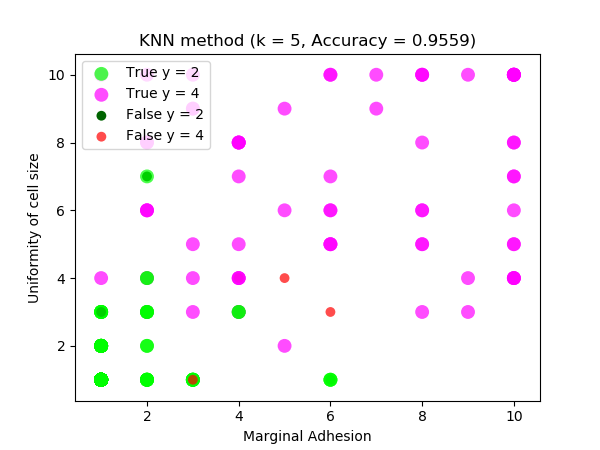 KNN method (k = 5, Accuracy = 0.9559)
True y = 2
True y = 4
False y = 2
False y = 4
Uniformity of cell size
10
8
6
4
2
2 4 6 8 10
Marginal Adhesion